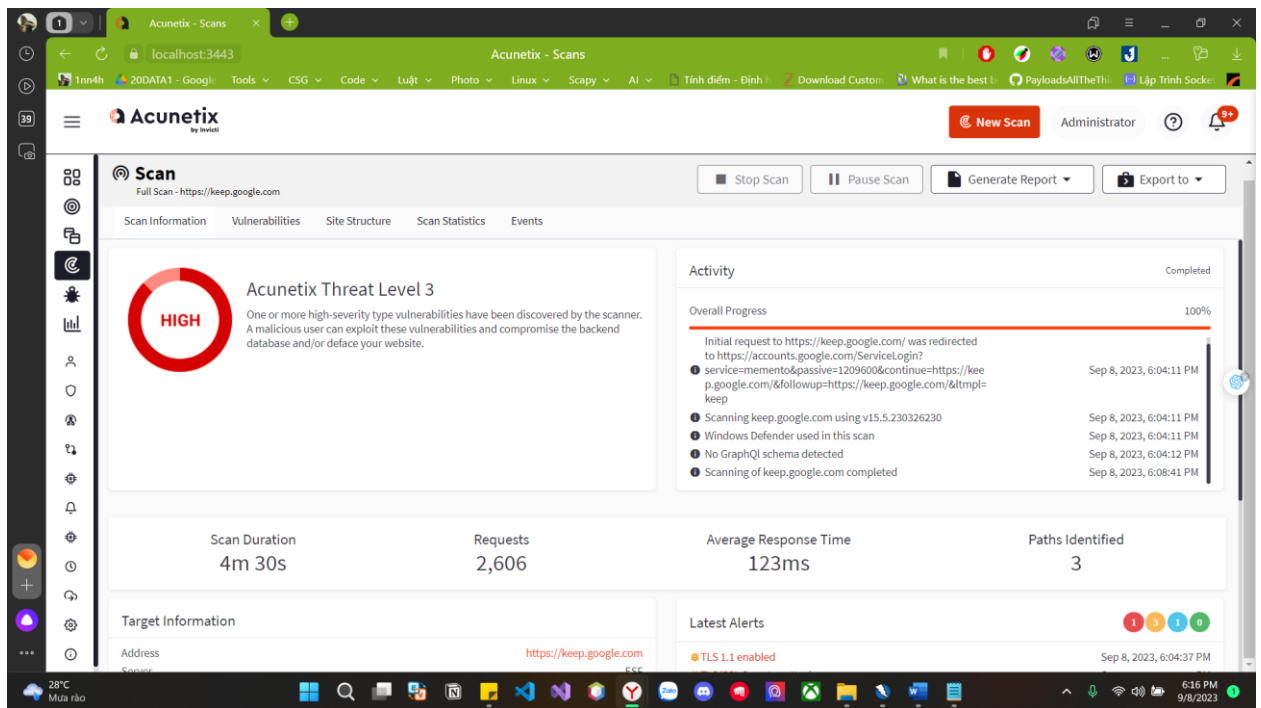 1
Acunetix - Scans
localhost:3443
Acunetix - Scans
1nn4h
20DATA1 - Google
Tools
CSG
Code
Luật
Photo
Linux
Scapy
AI
Tính điểm - Định h
Download Custom
What is the best b
PayloadsAllTheThi
Lập Trình Socket
39
Acunetix
by Invicti
New Scan
Administrator
9+
Scan
Full Scan - https://keep.google.com
Stop Scan
Pause Scan
Generate Report
Export to
Scan Information
Vulnerabilities
Site Structure
Scan Statistics
Events
HIGH
Acunetix Threat Level 3
One or more high-severity type vulnerabilities have been discovered by the scanner.
A malicious user can exploit these vulnerabilities and compromise the backend
database and/or deface your website.
Activity
Completed
Overall Progress
100%
Initial request to https://keep.google.com/ was redirected
to https://accounts.google.com/ServiceLogin?
service=memento&passive=1209600&continue=https://kee
p.google.com/&followup=https://keep.google.com/&ltmpl=
keep
Sep 8, 2023, 6:04:11 PM
Scanning keep.google.com using v15.5.230326230
Sep 8, 2023, 6:04:11 PM
Windows Defender used in this scan
Sep 8, 2023, 6:04:11 PM
No GraphQl schema detected
Sep 8, 2023, 6:04:12 PM
Scanning of keep.google.com completed
Sep 8, 2023, 6:08:41 PM
Scan Duration
4m 30s
Requests
2,606
Average Response Time
123ms
Paths Identified
3
Target Information
Address
https://keep.google.com
Server
ESF
Latest Alerts
1
3
1
0
TLS 1.1 enabled
Sep 8, 2023, 6:04:37 PM
28°C
Mưa rào
Zalo
6:16 PM
9/8/2023
1